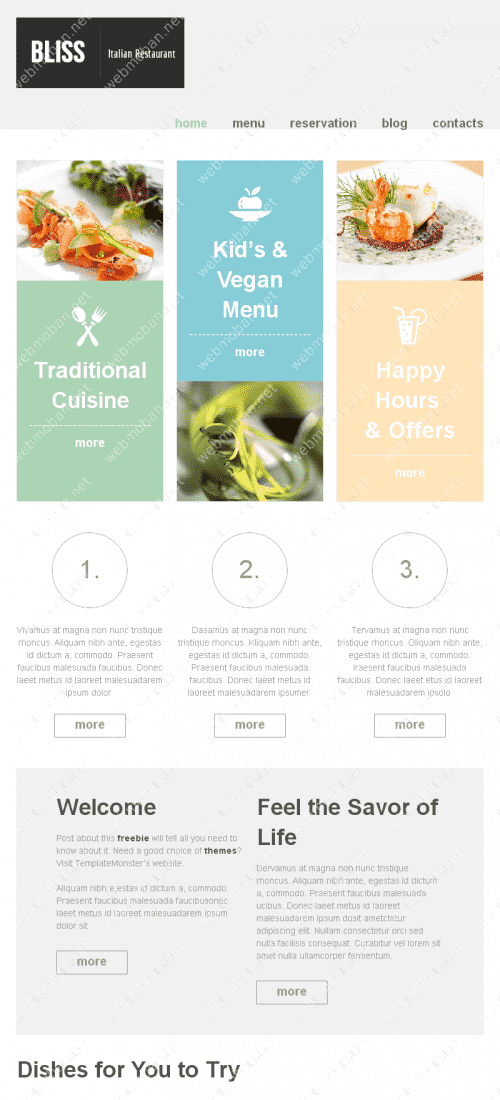 BLISS
Italian Restaurant
home menu reservation blog contacts
Traditional
Cuisine
more
Kid's &
Vegan
Menu
more
Happy
Hours
& Offers
more
1.
Vivamus at magna non nunc tristique
rhoncus. Aliquam nibh ante, egestas
id dictum a, commodo. Praesent
faucibus malesuada faucibus. Donec
laeet metus id laoreet malesuadarem
ipsum dolor
more
2.
Dasamus at magna non nunc
tristique rhoncus. Kliquam nibh ante,
egestas id dictum a, commodo.
Praesent faucibus malesuada
faucibus. Donec laeet metus id
laoreet malesuadarem ipsumer
more
3.
Tervamus at magna non nunc
tristique rhoncus. Oliquam nibh ante,
egestas id dictum a, commodo.
Iraesent faucibus malesuada
faucibus. Donec laeet etus id laoreet
malesuadarem ipsolo
more
Welcome
Post about this freebie will tell all you need to
know about it. Need a good choice of themes?
Visit TemplateMonster's website.
Aliquam nibh e,estas id dictum a, commodo.
Praesent faucibus malesuada faucibusonec
laeet metus id laoreet malesuadarem ipsum
dolor sit
more
Feel the Savor of
Life
Dervamus at magna non nunc tristique
rhoncus. Aliquam nibh ante, egestas id dictum
a, commodo. Praesent faucibus malesuada
ucibus. Donec metus id laoreet
malesuadarem ipsum dosit ametctetur
adipiscing elit. Nullam consectetur orci sed
nulla facilisis consequat. Curabitur vel lorem sit
amet nulla ullamcorper fermentum.
more
Dishes for You to Try
webmoban.net